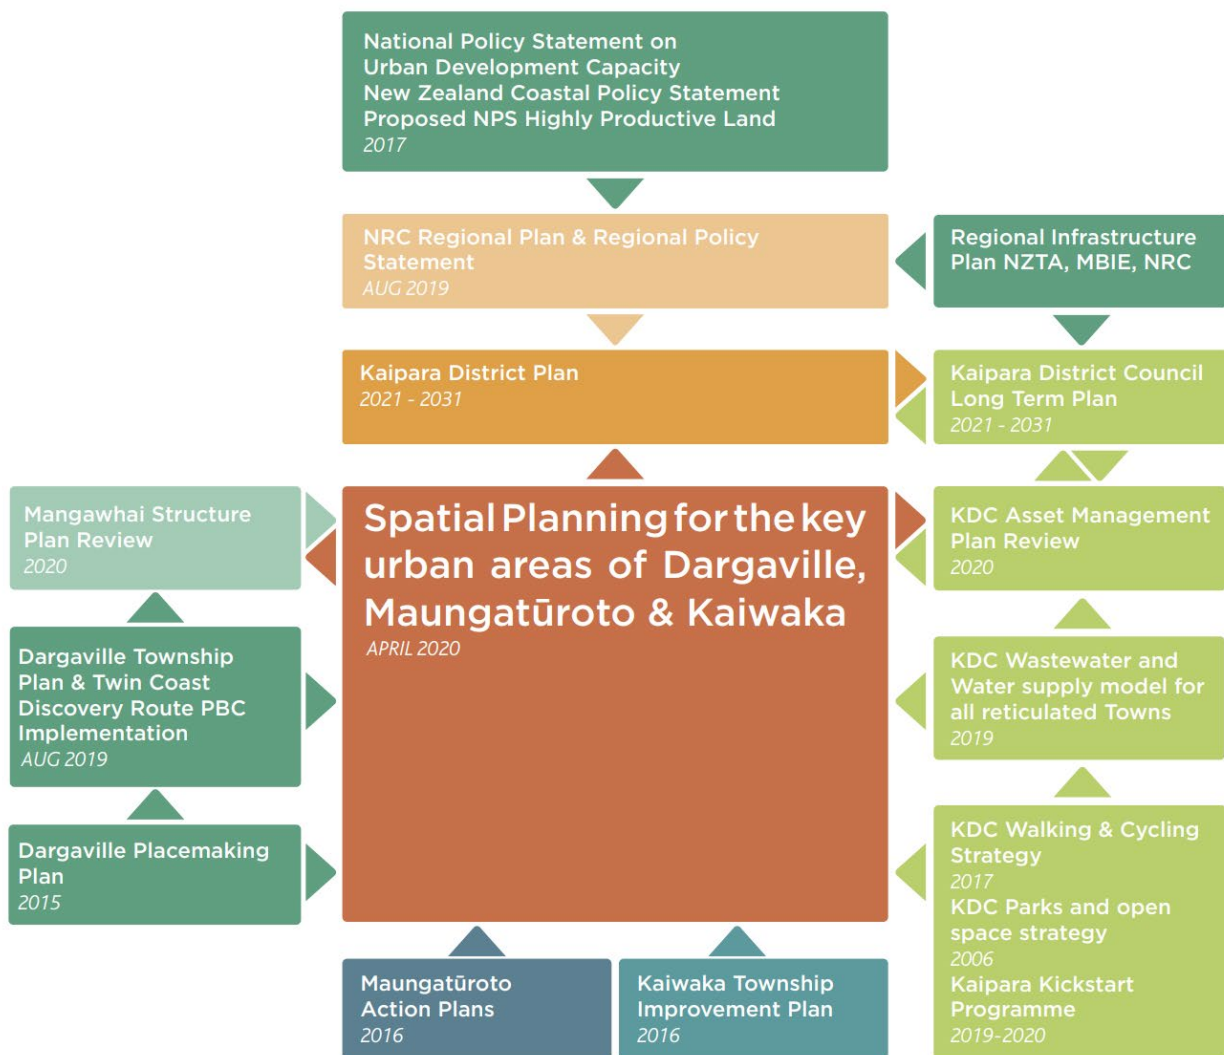 National Policy Statement on
Urban Development Capacity
New Zealand Coastal Policy Statement
Proposed NPS Highly Productive Land
2017
NRC Regional Plan & Regional Policy
Statement
AUG 2019
Regional Infrastructure
Plan NZTA, MBIE, NRC
Kaipara District Plan
2021 - 2031
Kaipara District Council
Long Term Plan
2021 - 2031
Mangawhai Structure
Plan Review
2020
Spatial Planning for the key
urban areas of Dargaville,
Maungatūroto & Kaiwaka
APRIL 2020
KDC Asset Management
Plan Review
2020
Dargaville Township
Plan & Twin Coast
Discovery Route PBC
Implementation
AUG 2019
KDC Wastewater and
Water supply model for
all reticulated Towns
2019
Dargaville Placemaking
Plan
2015
KDC Walking & Cycling
Strategy
2017
KDC Parks and open
space strategy
2006
Kaipara Kickstart
Programme
2019-2020
Maungatūroto
Action Plans
2016
Kaiwaka Township
Improvement Plan
2016